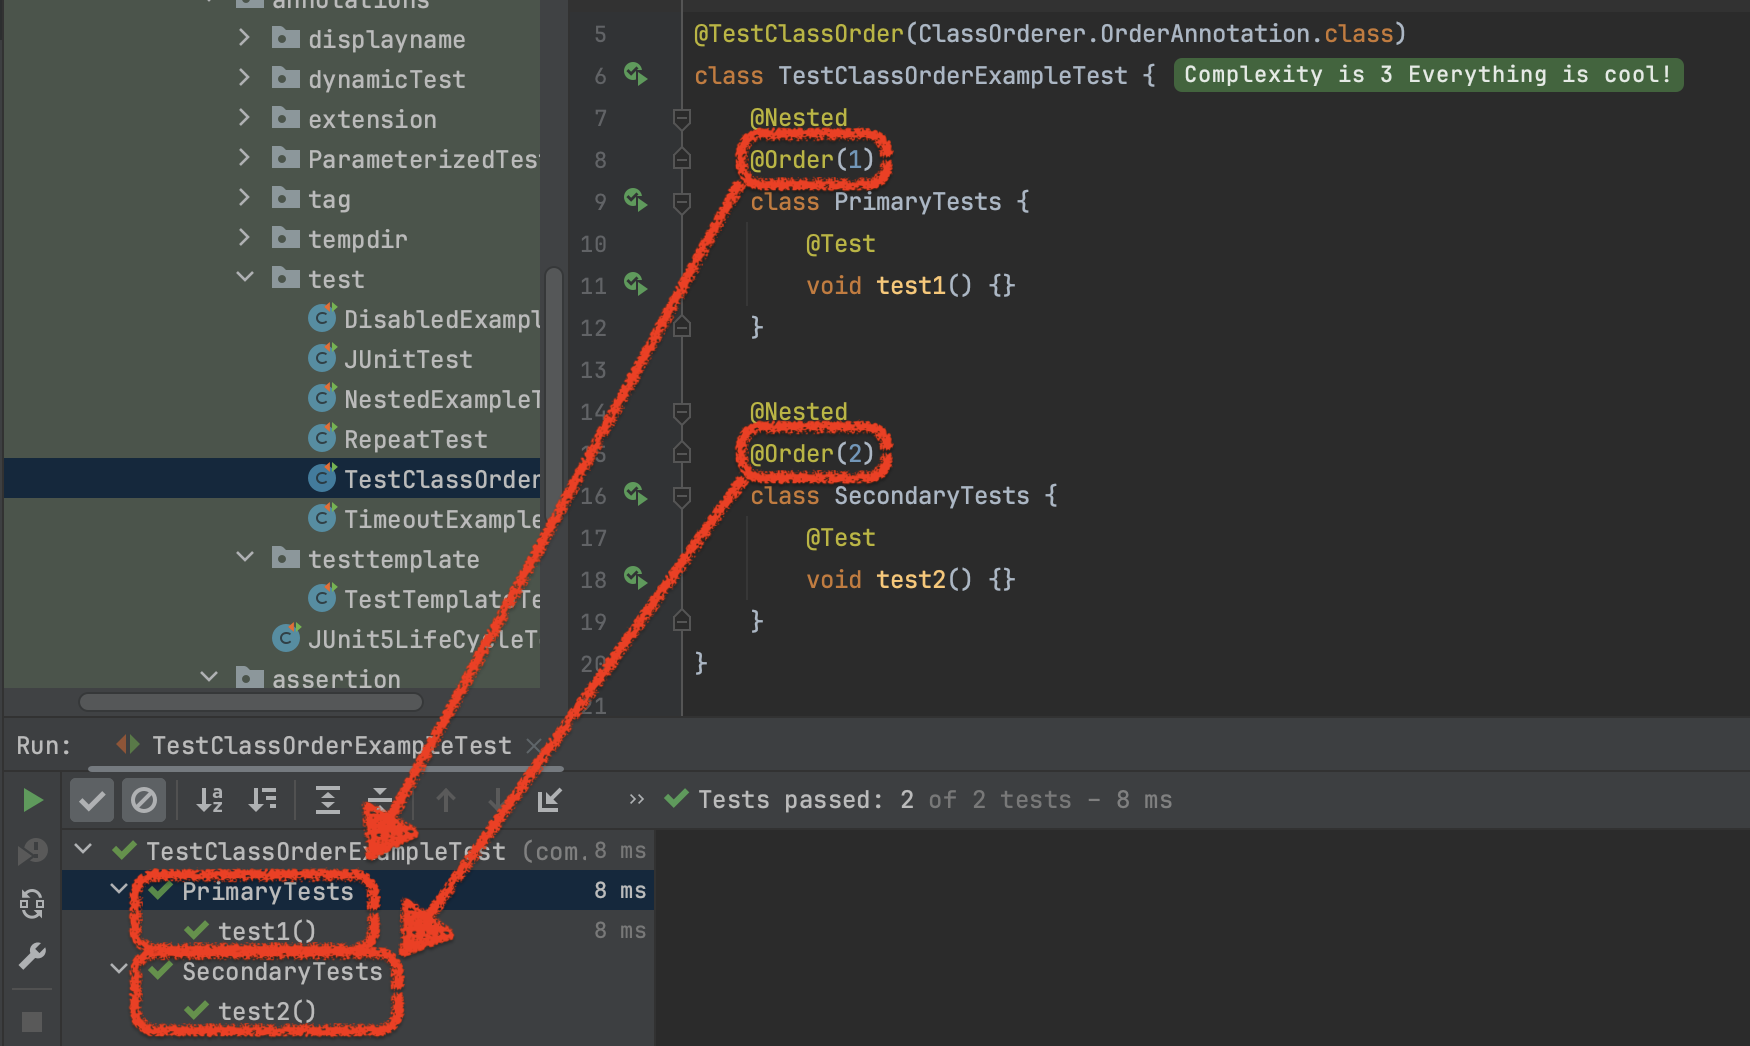 annotations
displayname
dynamicTest
extension
ParameterizedTes
tag
tempdir
test
DisabledExampl
JUnitTest
NestedExampleT
RepeatTest
TestClassOrder
TimeoutExample
testtemplate
TestTemplateTe
JUnit5LifeCycleT
assertion
5 @TestClassOrder(ClassOrderer.OrderAnnotation.class)
6 class TestClassOrderExampleTest { Complexity is 3 Everything is cool!
7 @Nested
8 @Order(1)
9 class PrimaryTests {
10 @Test
11 void test1() {}
12 }
13
14 @Nested
15 @Order(2)
16 class SecondaryTests {
17 @Test
18 void test2() {}
19 }
20 }
21
Run: TestClassOrderExampleTest
Tests passed: 2 of 2 tests – 8 ms
TestClassOrderExampleTest (com. 8 ms
PrimaryTests 8 ms
test1() 8 ms
SecondaryTests
test2()